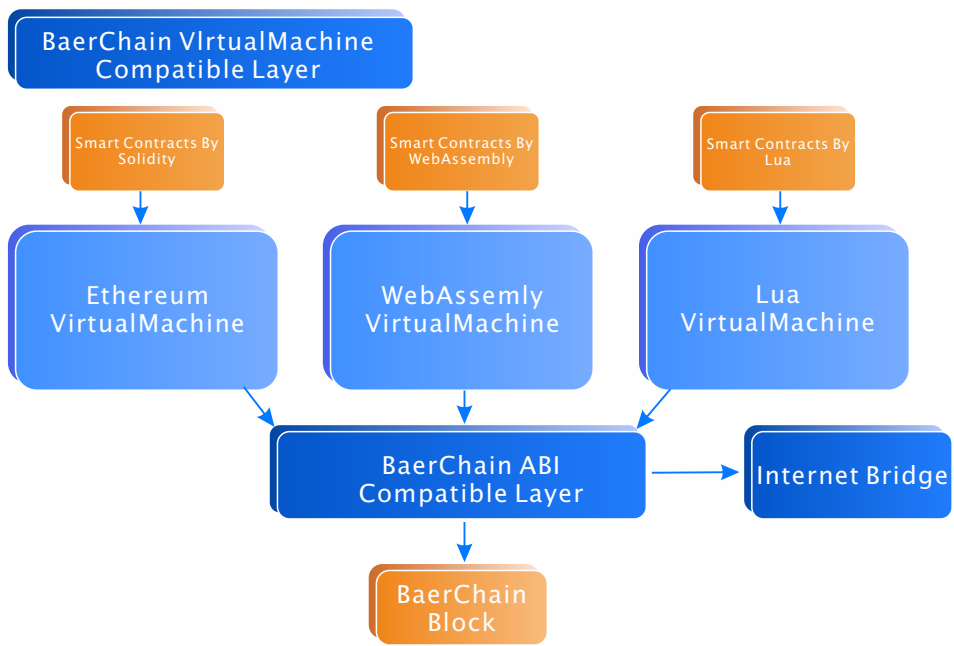 BaerChain VIrtualMachine
Compatible Layer
Smart Contracts By
Solidity
Smart Contracts By
WebAssembly
Smart Contracts By
Lua
Ethereum
VirtualMachine
WebAssemly
VirtualMachine
Lua
VirtualMachine
BaerChain ABI
Compatible Layer
Internet Bridge
BaerChain
Block